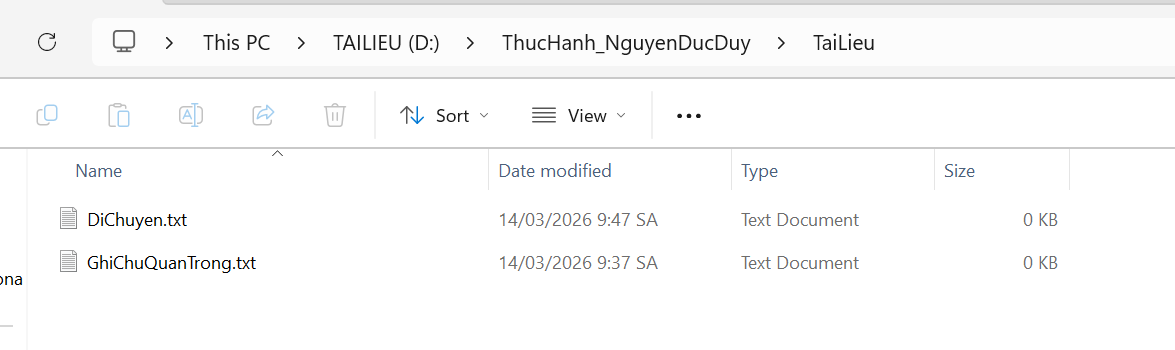 This PC > TAILIEU (D:) > ThucHanh_NguyenDucDuy > TaiLieu
Sort View
Name Date modified Type Size
DiChuyen.txt 14/03/2026 9:47 SA Text Document 0 KB
GhiChuQuanTrong.txt 14/03/2026 9:37 SA Text Document 0 KB
ona